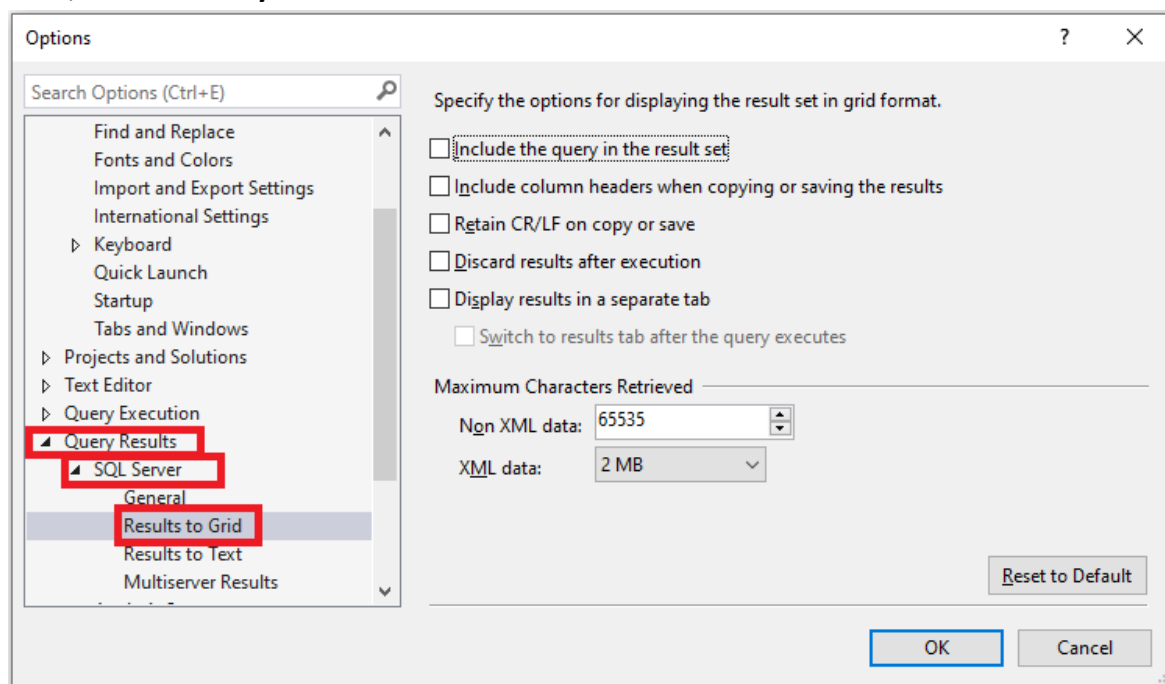 Options
?
Search Options (Ctrl+E)
Find and Replace
Fonts and Colors
Import and Export Settings
International Settings
Keyboard
Quick Launch
Startup
Tabs and Windows
Projects and Solutions
Text Editor
Query Execution
Query Results
SQL Server
General
Results to Grid
Results to Text
Multiserver Results
Specify the options for displaying the result set in grid format.
Include the query in the result set
Include column headers when copying or saving the results
Retain CR/LF on copy or save
Discard results after execution
Display results in a separate tab
Switch to results tab after the query executes
Maximum Characters Retrieved
Non XML data: 65535
XML data: 2 MB
Reset to Default
OK Cancel